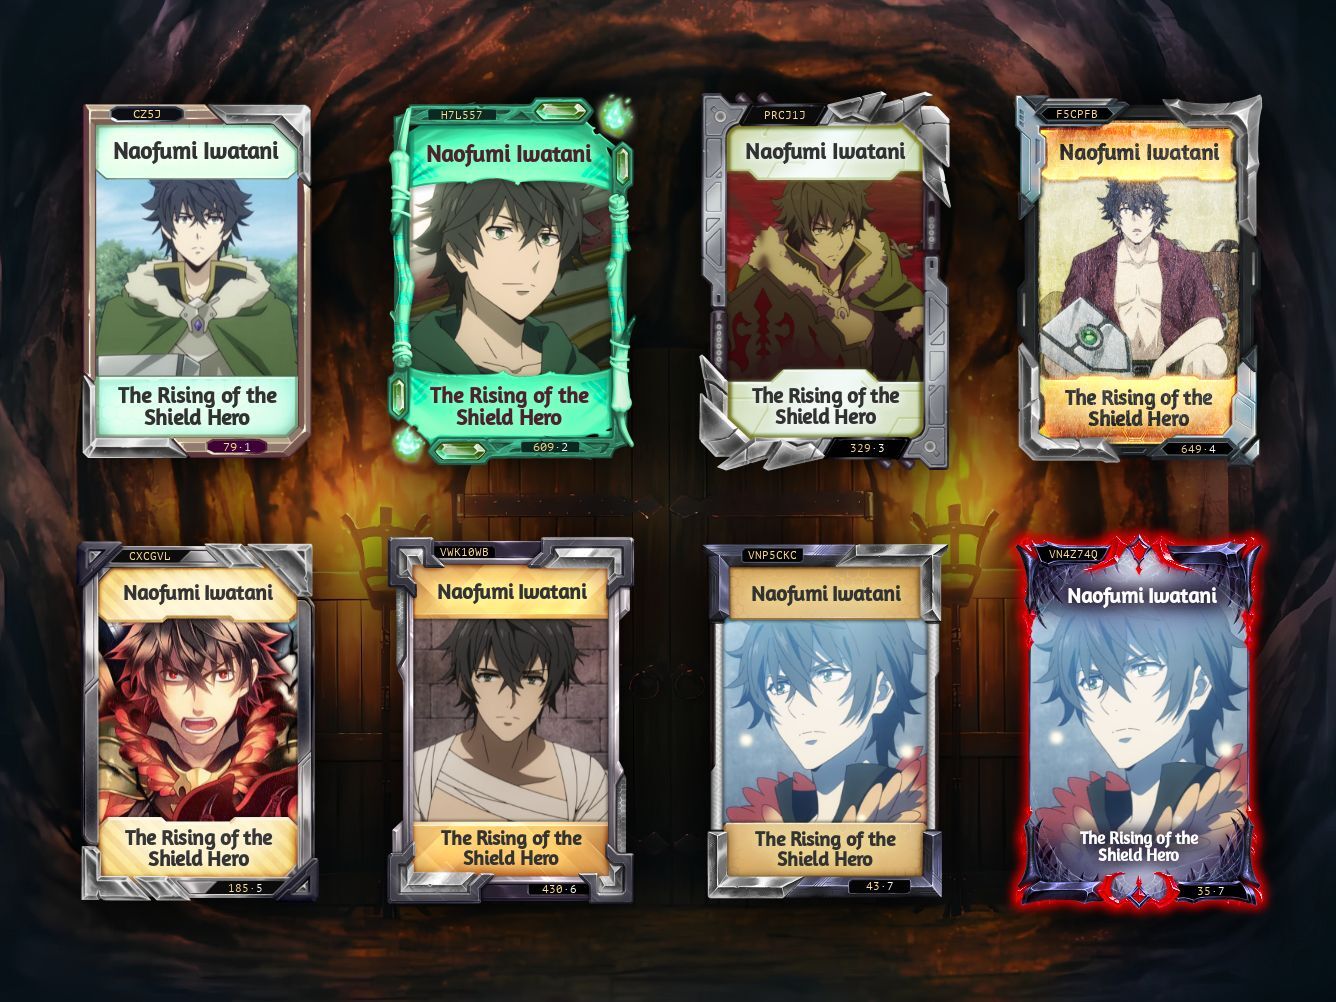 CZ5J
Naofumi Iwatani
The Rising of the
Shield Hero
79·1
H7L557
Naofumi Iwatani
The Rising of the
Shield Hero
609·2
PRCJ1J
Naofumi Iwatani
The Rising of the
Shield Hero
329·3
F5CPFB
Naofumi Iwatani
The Rising of the
Shield Hero
649·4
CXCGVL
Naofumi Iwatani
The Rising of the
Shield Hero
185·5
VWK10WB
Naofumi Iwatani
The Rising of the
Shield Hero
430·6
VNP5CKC
Naofumi Iwatani
The Rising of the
Shield Hero
43·7
VN4Z74Q
Naofumi Iwatani
The Rising of the
Shield Hero
35·7